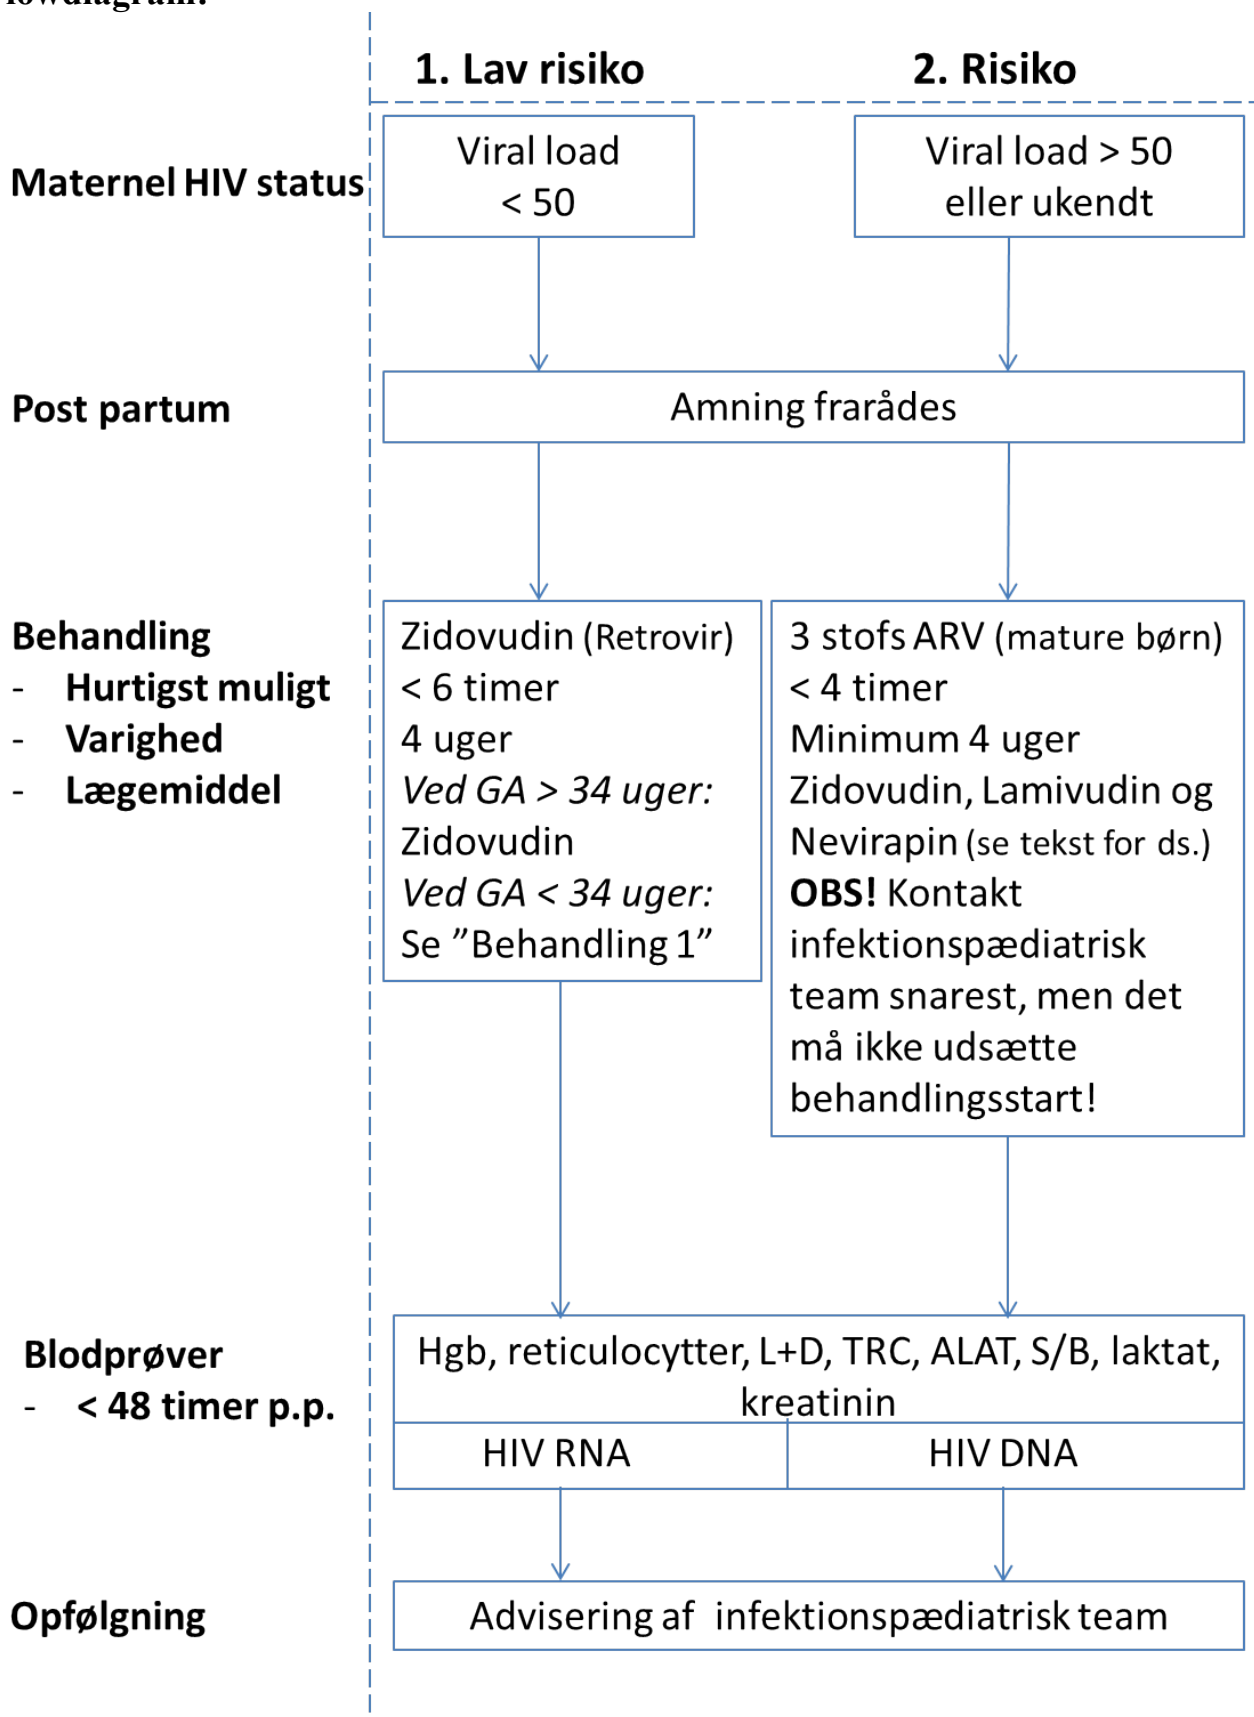 1. Lav risiko
2. Risiko
Maternel HIV status
Viral load
< 50
Viral load > 50
eller ukendt
Post partum
Amning frarådes
Behandling
- Hurtigst muligt
- Varighed
- Lægemiddel
Zidovudin (Retrovir)
< 6 timer
4 uger
Ved GA > 34 uger:
Zidovudin
Ved GA < 34 uger:
Se ”Behandling 1”
3 stofs ARV (mature børn)
< 4 timer
Minimum 4 uger
Zidovudin, Lamivudin og
Nevirapin (se tekst for ds.)
OBS! Kontakt
infektionspædiatrisk
team snarest, men det
må ikke udsætte
behandlingsstart!
Blodprøver
- < 48 timer p.p.
Hgb, reticulocytter, L+D, TRC, ALAT, S/B, laktat,
kreatinin
HIV RNA
HIV DNA
Opfølgning
Advisering af infektionspædiatrisk team